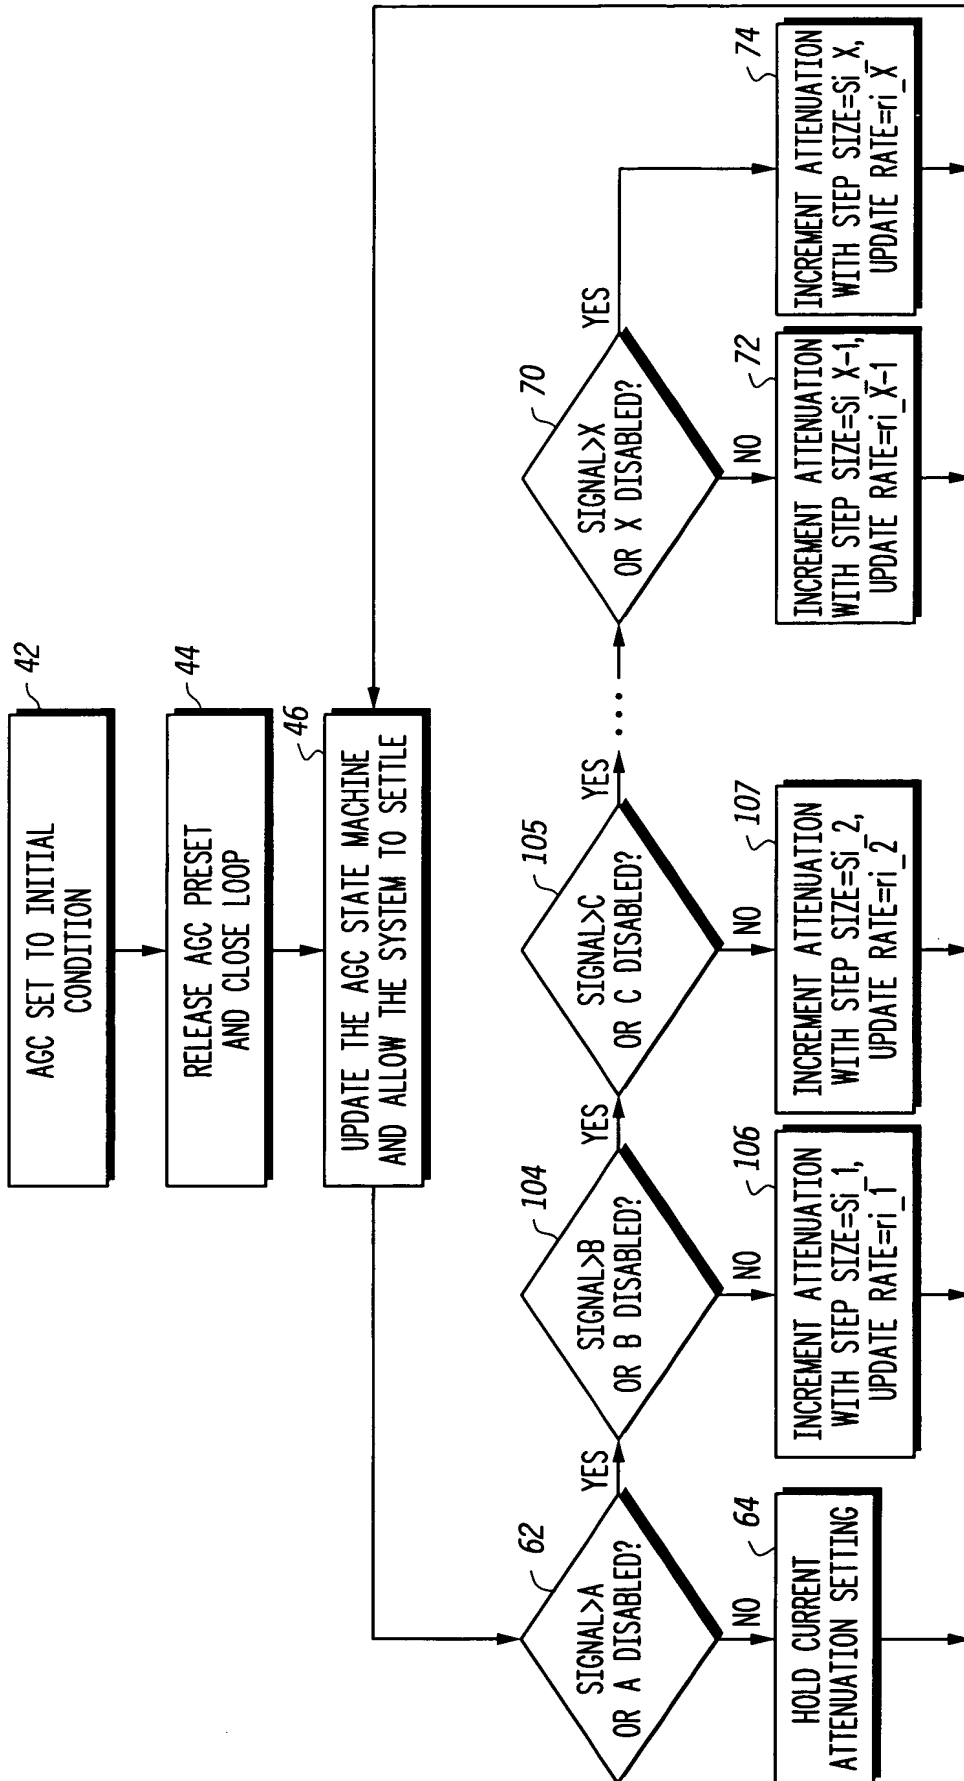 AGC SET TO INITIAL
CONDITION
42
RELEASE AGC PRESET
AND CLOSE LOOP
44
UPDATE THE AGC STATE MACHINE
AND ALLOW THE SYSTEM TO SETTLE
46
SIGNAL>A
OR A DISABLED?
62
YES
NO
SIGNAL>B
OR B DISABLED?
104
YES
NO
SIGNAL>C
OR C DISABLED?
105
YES
NO
• • •
SIGNAL>X
OR X DISABLED?
70
YES
NO
HOLD CURRENT
ATTENUATION SETTING
64
INCREMENT ATTENUATION
WITH STEP SIZE=Si_1,
UPDATE RATE=ri_1
106
INCREMENT ATTENUATION
WITH STEP SIZE=Si_2,
UPDATE RATE=ri_2
107
INCREMENT ATTENUATION
WITH STEP SIZE=Si_X-1,
UPDATE RATE=ri_X-1
72
INCREMENT ATTENUATION
WITH STEP SIZE=Si_X,
UPDATE RATE=ri_X
74